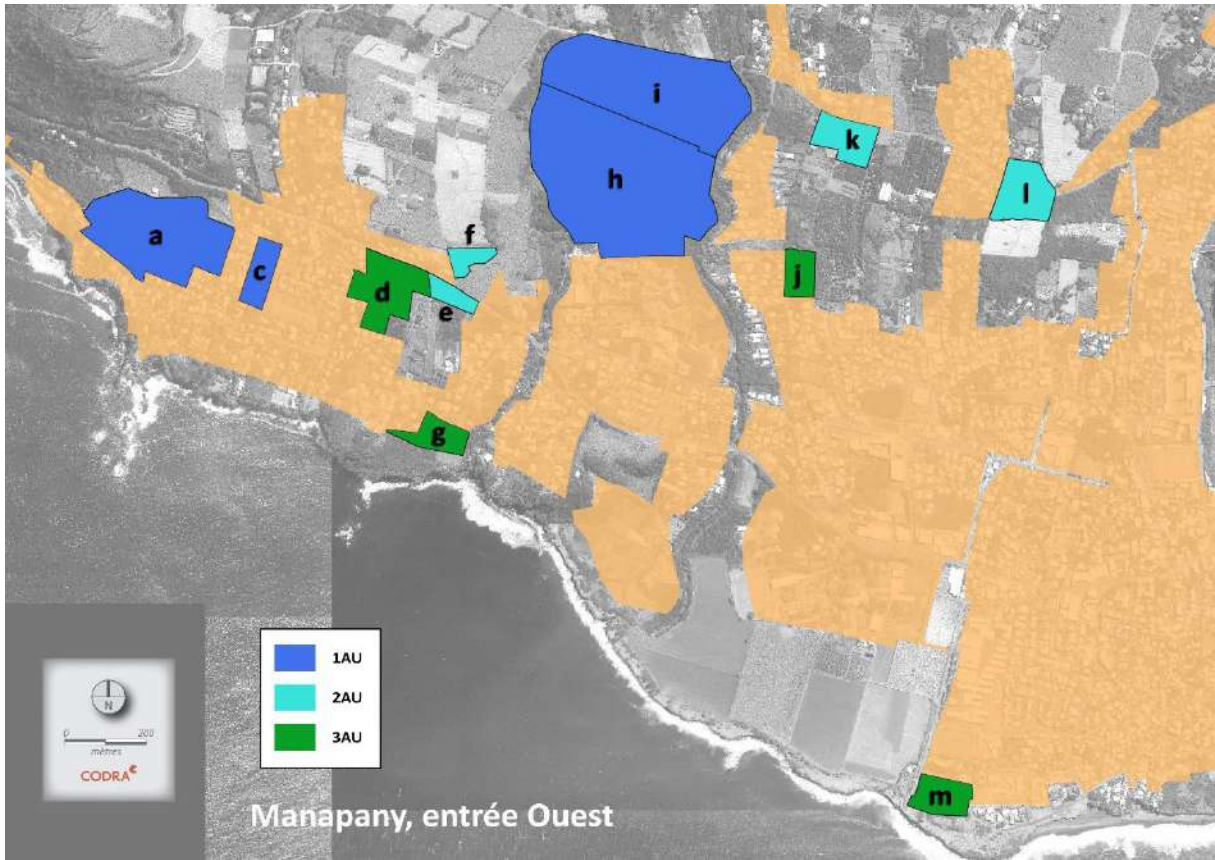 i
k
h
l
a
f
c
d
j
e
g
1AU
2AU
3AU
N
0 200
mètres
CODRA
m
Manapany, entrée Ouest